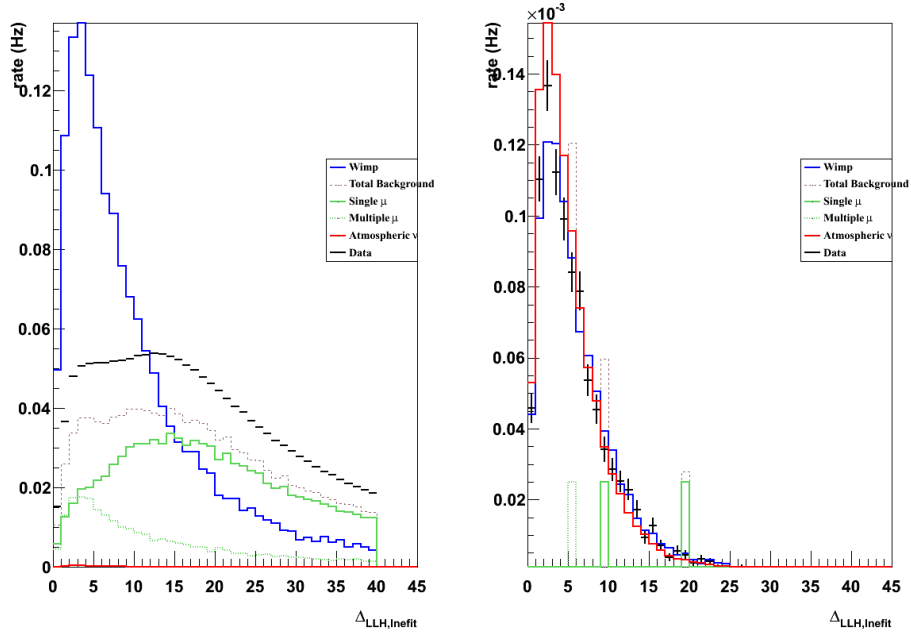 rate (Hz)
0.12
0.1
0.08
0.06
0.04
0.02
0
0 5 10 15 20 25 30 35 40 45
Δ_LLH,linefit
Wimp
Total Background
Single μ
Multiple μ
Atmospheric ν
Data
×10⁻³
rate (Hz)
0.14
0.12
0.1
0.08
0.06
0.04
0.02
0 5 10 15 20 25 30 35 40 45
Δ_LLH,linefit
Wimp
Total Background
Single μ
Multiple μ
Atmospheric ν
Data